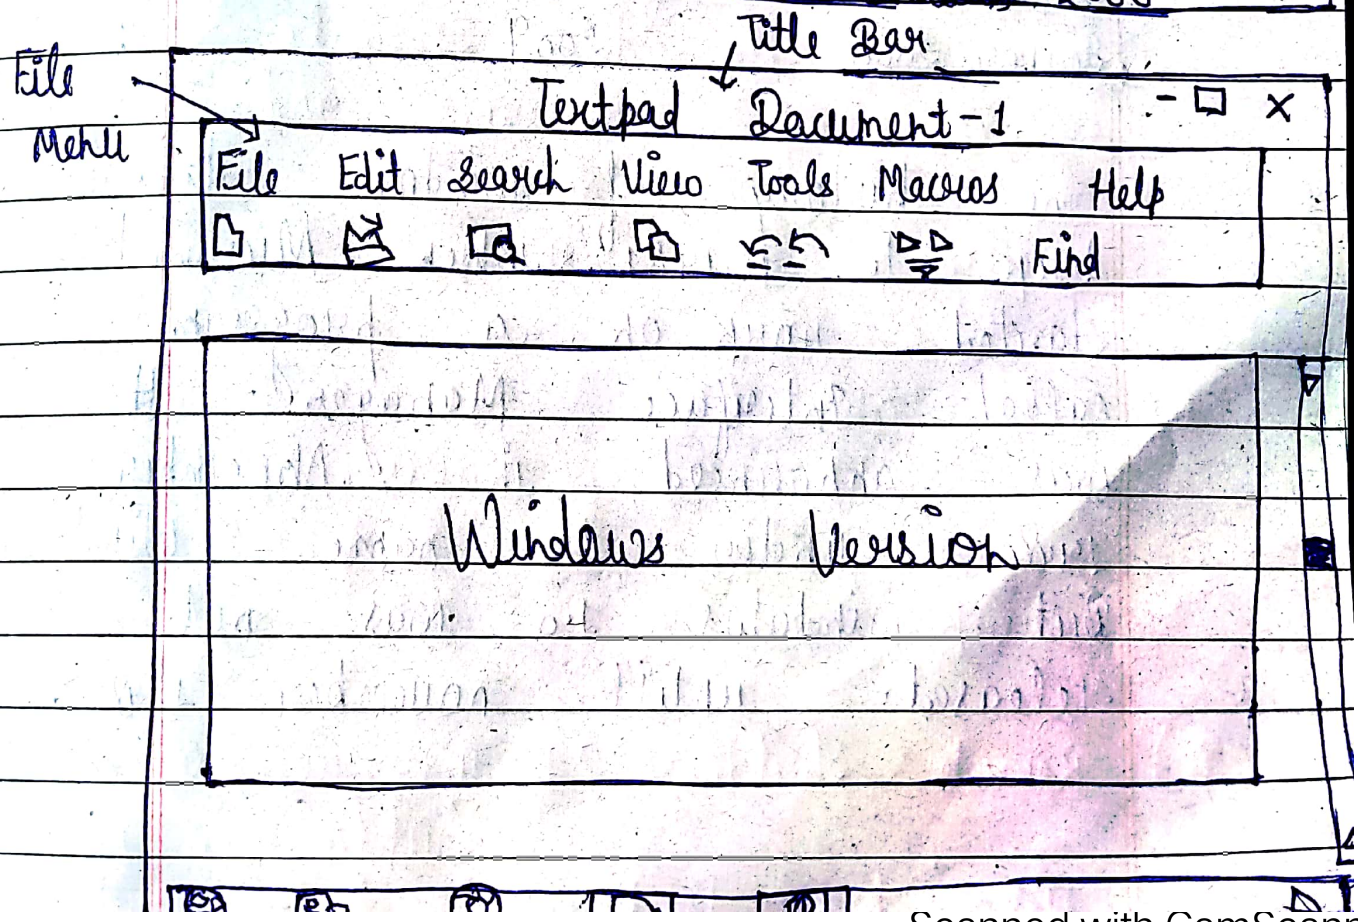 Title Bar
File
Menu
Textpad Document-1 - X
File Edit Search View Tools Macros Help
Find
Windows Version
Scanned with CamScanner